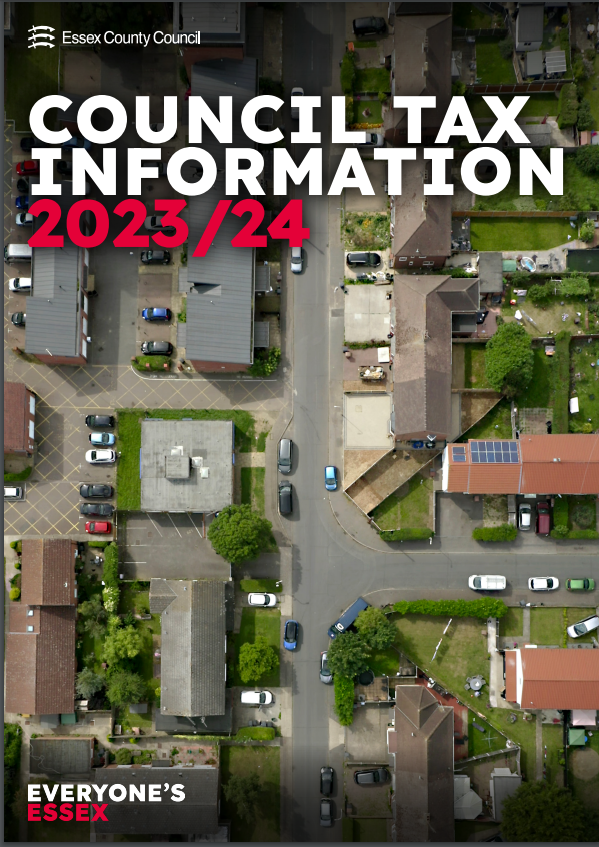 Essex County Council
COUNCIL TAX
INFORMATION
2023/24
EVERYONE'S
ESSEX